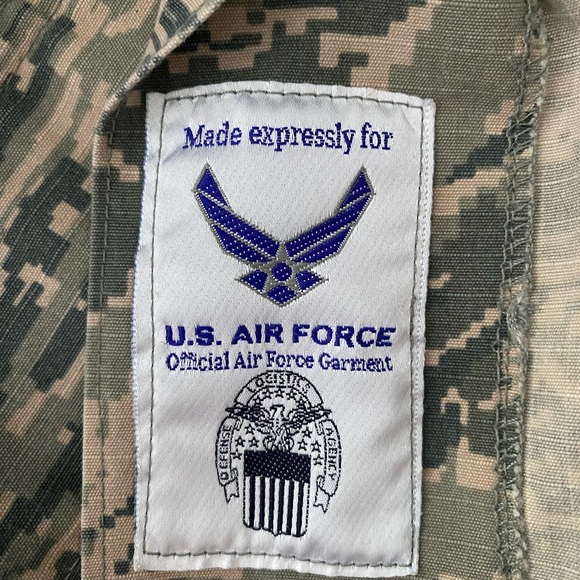 Made expressly for
U.S. AIR FORCE
Official Air Force Garment
DEFENSE LOGISTICS AGENCY